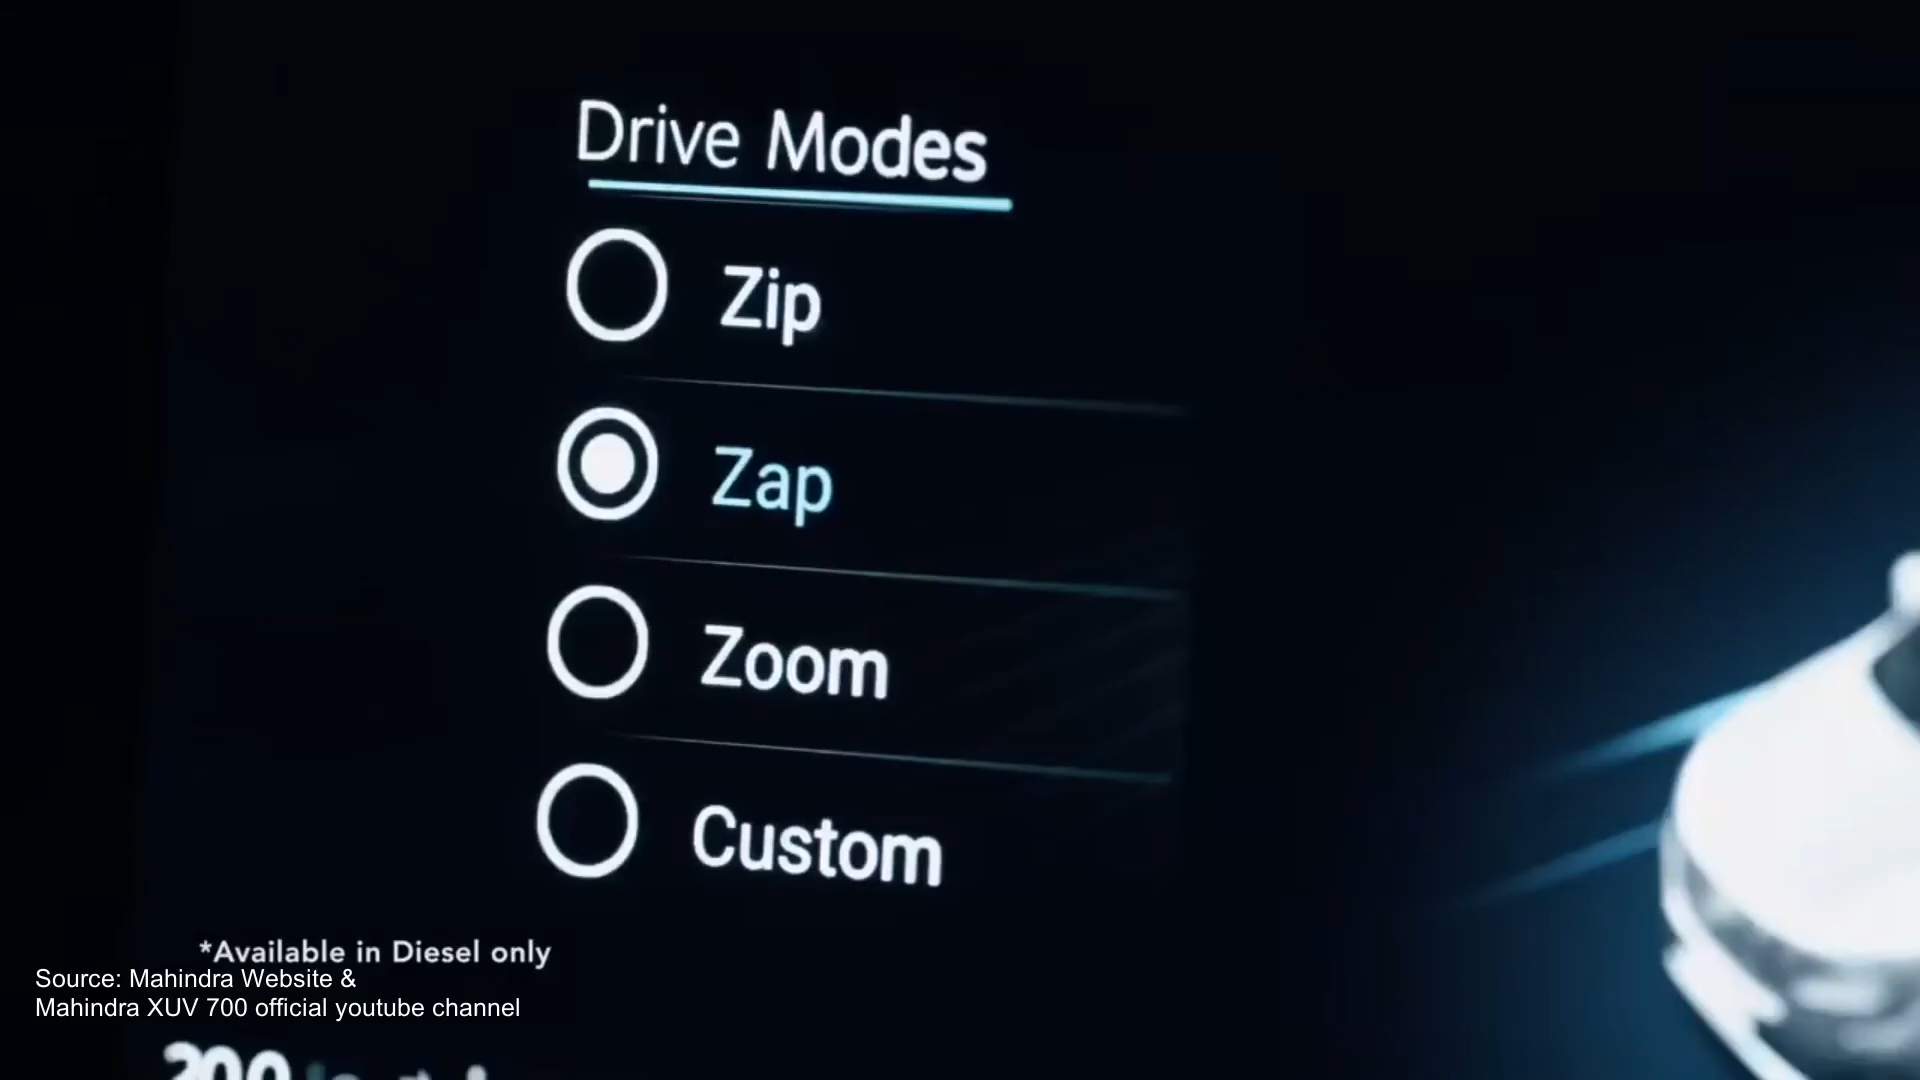 Drive Modes
Zip
Zap
Zoom
Custom
*Available in Diesel only
Source: Mahindra Website &
Mahindra XUV 700 official youtube channel